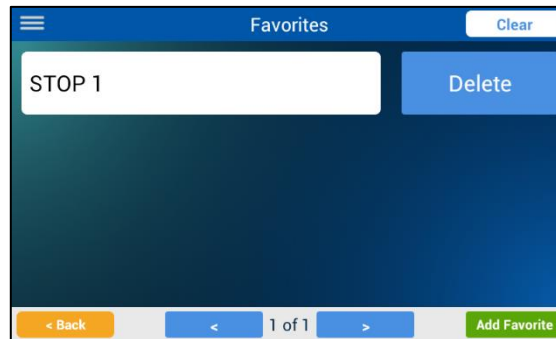 Favorites Clear
STOP 1 Delete
< Back < 1 of 1 > Add Favorite